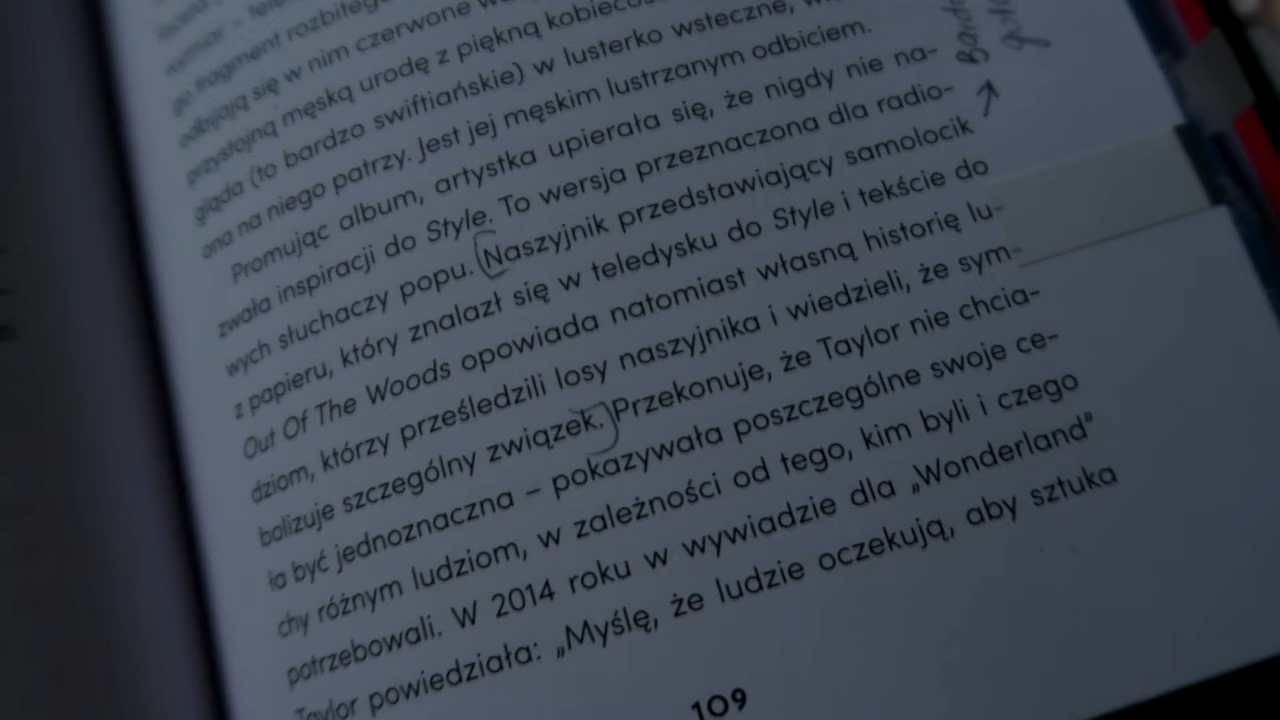 go fragment rozbitego
odbijają się w nim czerwone
przystojną męską urodę z piękną kobiecoś
gląda (to bardzo swiftiańskie) w lusterko wsteczne,
ona na niego patrzy. Jest jej męskim lustrzanym odbiciem.
Promując album, artystka upierała się, że nigdy nie na-
zwała inspiracji do Style. To wersja przeznaczona dla radio-
wych słuchaczy popu. Naszyjnik przedstawiający samolocik
z papieru, który znalazł się w teledysku do Style i tekście do
Out Of The Woods opowiada natomiast własną historię lu-
dziom, którzy prześledzili losy naszyjnika i wiedzieli, że sym-
bolizuje szczególny związek. Przekonuje, że Taylor nie chcia-
ła być jednoznaczna – pokazywała poszczególne swoje ce-
chy różnym ludziom, w zależności od tego, kim byli i czego
potrzebowali. W 2014 roku w wywiadzie dla „Wonderland”
Taylor powiedziała: „Myślę, że ludzie oczekują, aby sztuka
109